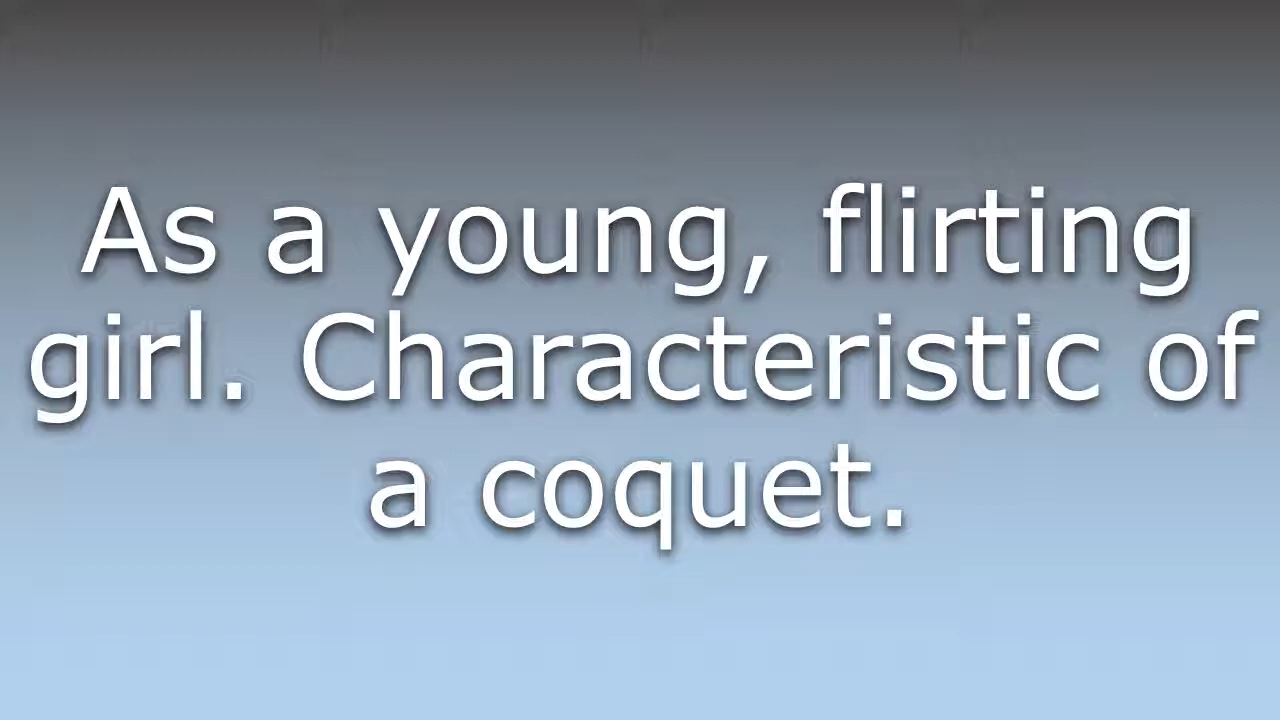 As a young, flirting
girl. Characteristic of
a coquet.